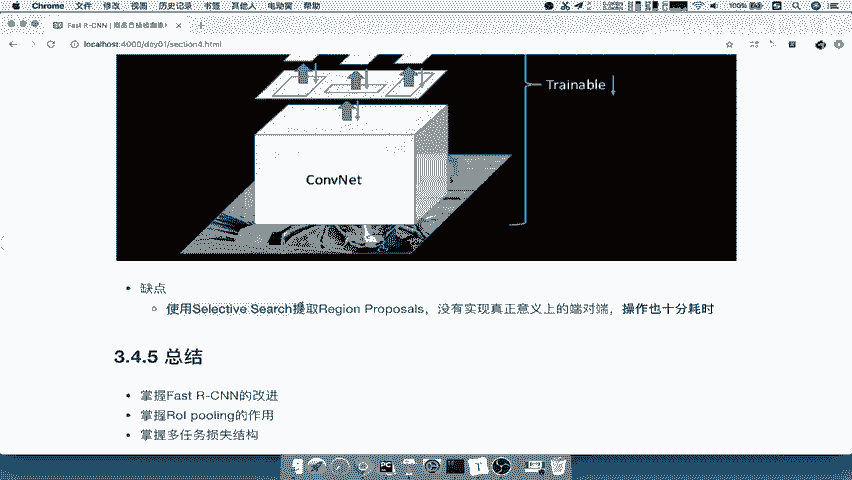 Chrome 文件 修改 视图 历史记录 书签 其他人 电动窗 帮助 100%
Fast R-CNN |
localhost:4000/day01/section4.html
Trainable
ConvNet
缺点
使用Selective Search提取Region Proposals，没有实现真正意义上的端对端，操作也十分耗时
3.4.5 总结
掌握Fast R-CNN的改进
掌握RoI pooling的作用
掌握多任务损失结构